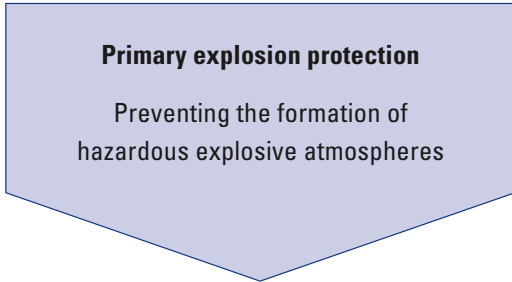 Primary explosion protection
Preventing the formation of
hazardous explosive atmospheres